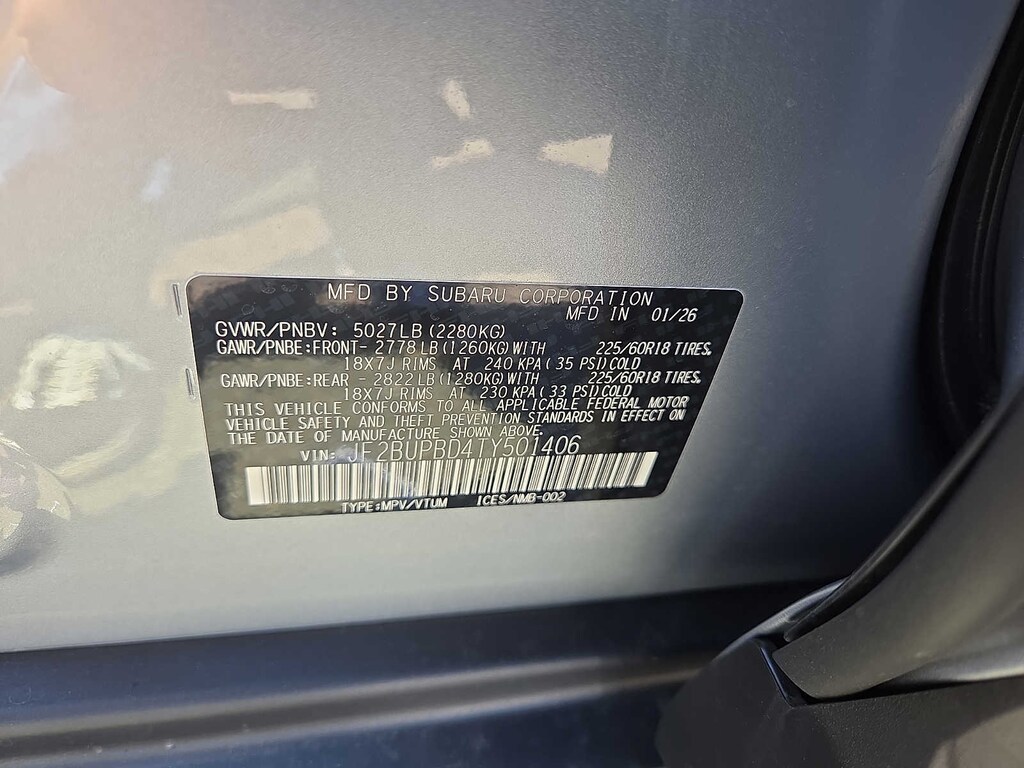 MFD BY SUBARU CORPORATION
MFD IN 01/26
GVWR/PNBV: 5027LB(2280KG)
GAWR/PNBE:FRONT- 2778LB(1260KG)WITH 225/60R18 TIRES,
18X7J RIMS AT 240 KPA(35 PSI)COLD
GAWR/PNBE:REAR - 2822LB(1280KG)WITH 225/60R18 TIRES,
18X7J RIMS AT 230 KPA(33 PSI)COLD
THIS VEHICLE CONFORMS TO ALL APPLICABLE FEDERAL MOTOR
VEHICLE SAFETY AND THEFT PREVENTION STANDARDS IN EFFECT ON
THE DATE OF MANUFACTURE SHOWN ABOVE.
VIN: JF2BUPBD4TY501406
TYPE:MPV/VTUM ICES/NMB-002